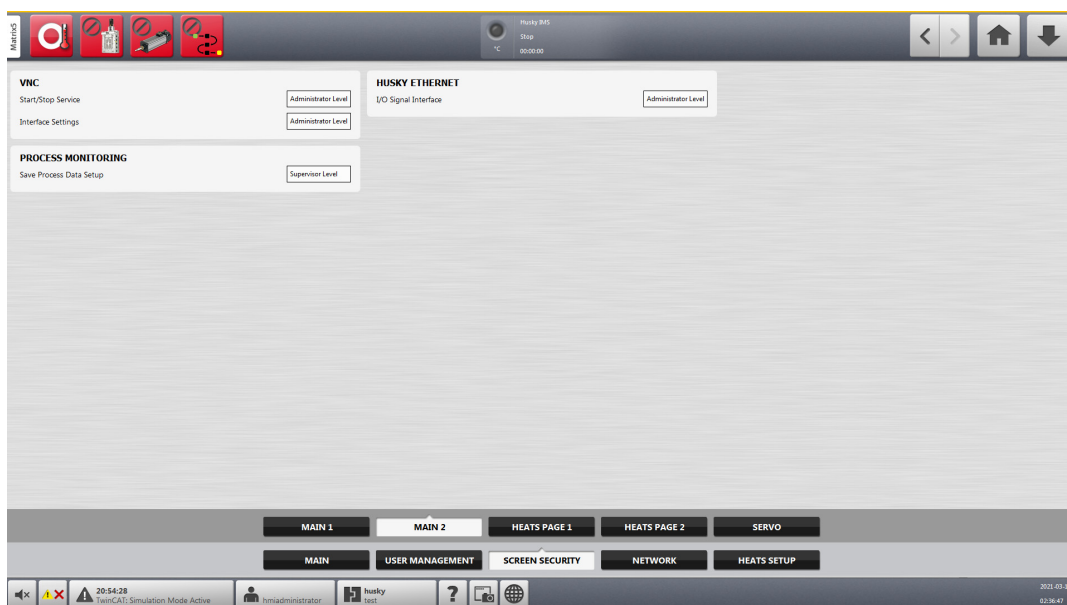 Matrix5
Husky IMS
Stop
°C
00:00:00
VNC
Start/Stop Service
Administrator Level
Interface Settings
Administrator Level
HUSKY ETHERNET
I/O Signal Interface
Administrator Level
PROCESS MONITORING
Save Process Data Setup
Supervisor Level
MAIN 1
MAIN 2
HEATS PAGE 1
HEATS PAGE 2
SERVO
MAIN
USER MANAGEMENT
SCREEN SECURITY
NETWORK
HEATS SETUP
20:54:28
TwinCAT: Simulation Mode Active
hmiadministrator
husky
test
?
02:36:47